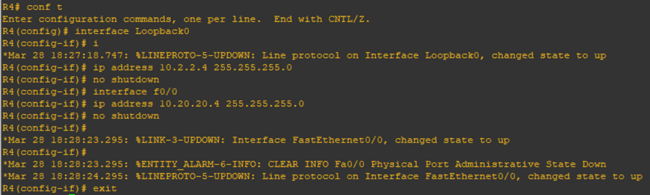 R4# conf t
Enter configuration commands, one per line.  End with CNTL/Z.
R4(config)# interface Loopback0
R4(config-if)# i
*Mar 28 18:27:18.747: %LINEPROTO-5-UPDOWN: Line protocol on Interface Loopback0, changed state to up
R4(config-if)# ip address 10.2.2.4 255.255.255.0
R4(config-if)# no shutdown
R4(config-if)# interface f0/0
R4(config-if)# ip address 10.20.20.4 255.255.255.0
R4(config-if)# no shutdown
R4(config-if)#
*Mar 28 18:28:23.295: %LINK-3-UPDOWN: Interface FastEthernet0/0, changed state to up
R4(config-if)#
*Mar 28 18:28:23.295: %ENTITY_ALARM-6-INFO: CLEAR INFO Fa0/0 Physical Port Administrative State Down
*Mar 28 18:28:24.295: %LINEPROTO-5-UPDOWN: Line protocol on Interface FastEthernet0/0, changed state to up
R4(config-if)# exit